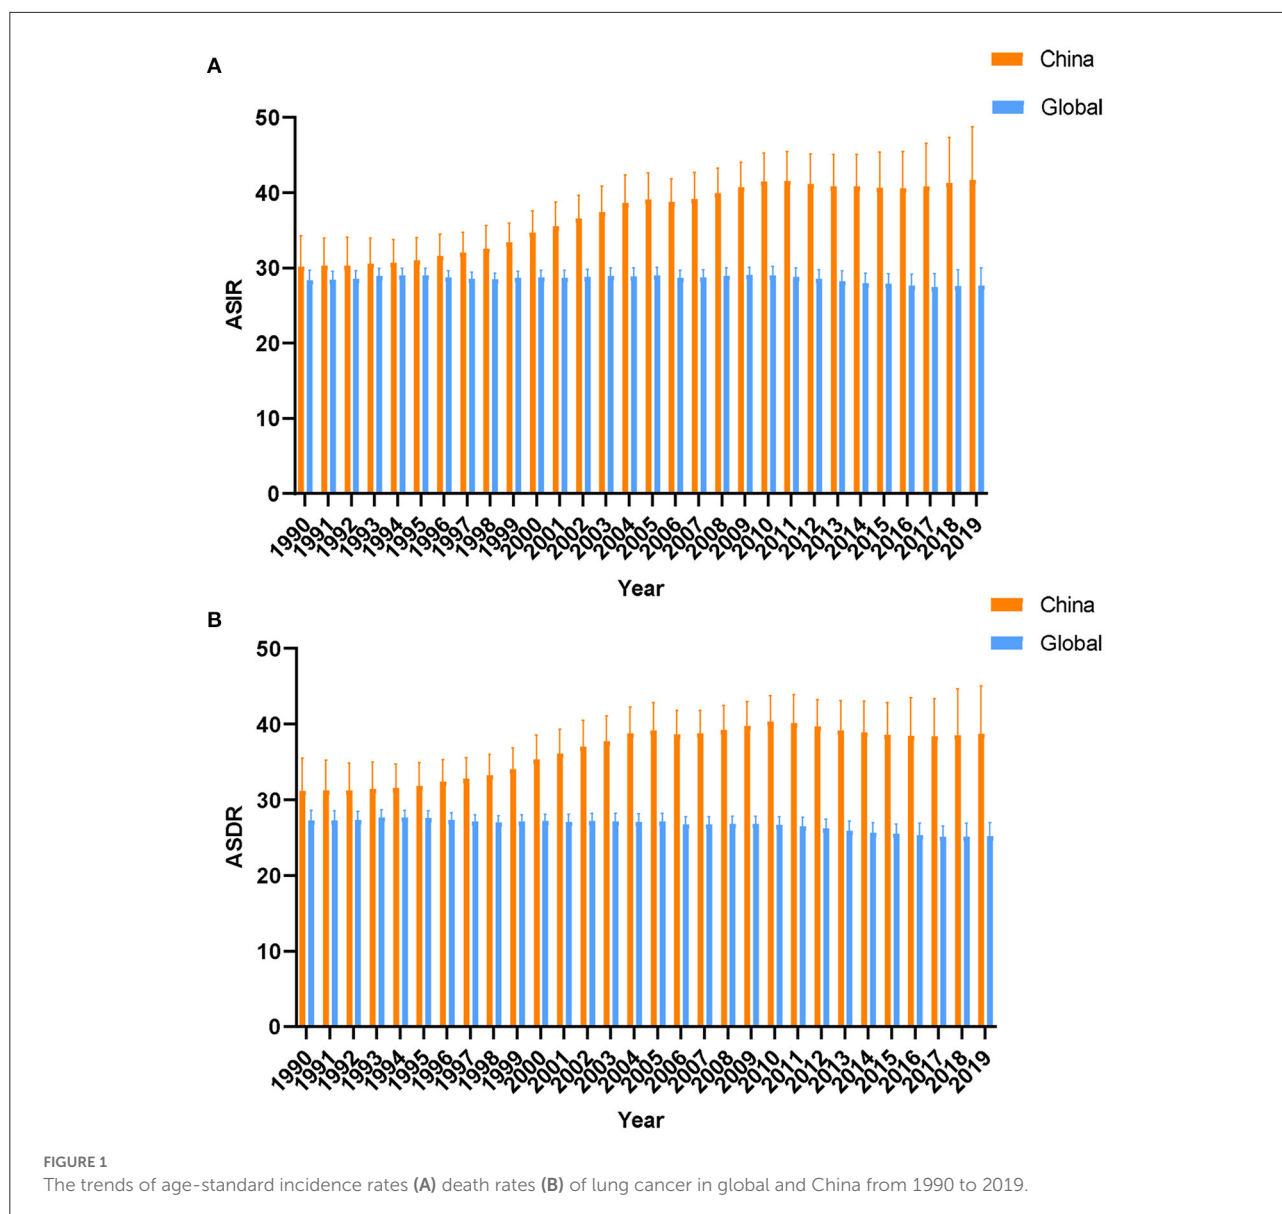 A
China
Global
50
40
30
20
10
0
ASIR
1990 1991 1992 1993 1994 1995 1996 1997 1998 1999 2000 2001 2002 2003 2004 2005 2006 2007 2008 2009 2010 2011 2012 2013 2014 2015 2016 2017 2018 2019
Year
B
China
Global
50
40
30
20
10
0
ASDR
1990 1991 1992 1993 1994 1995 1996 1997 1998 1999 2000 2001 2002 2003 2004 2005 2006 2007 2008 2009 2010 2011 2012 2013 2014 2015 2016 2017 2018 2019
Year
FIGURE 1
The trends of age-standard incidence rates (A) death rates (B) of lung cancer in global and China from 1990 to 2019.